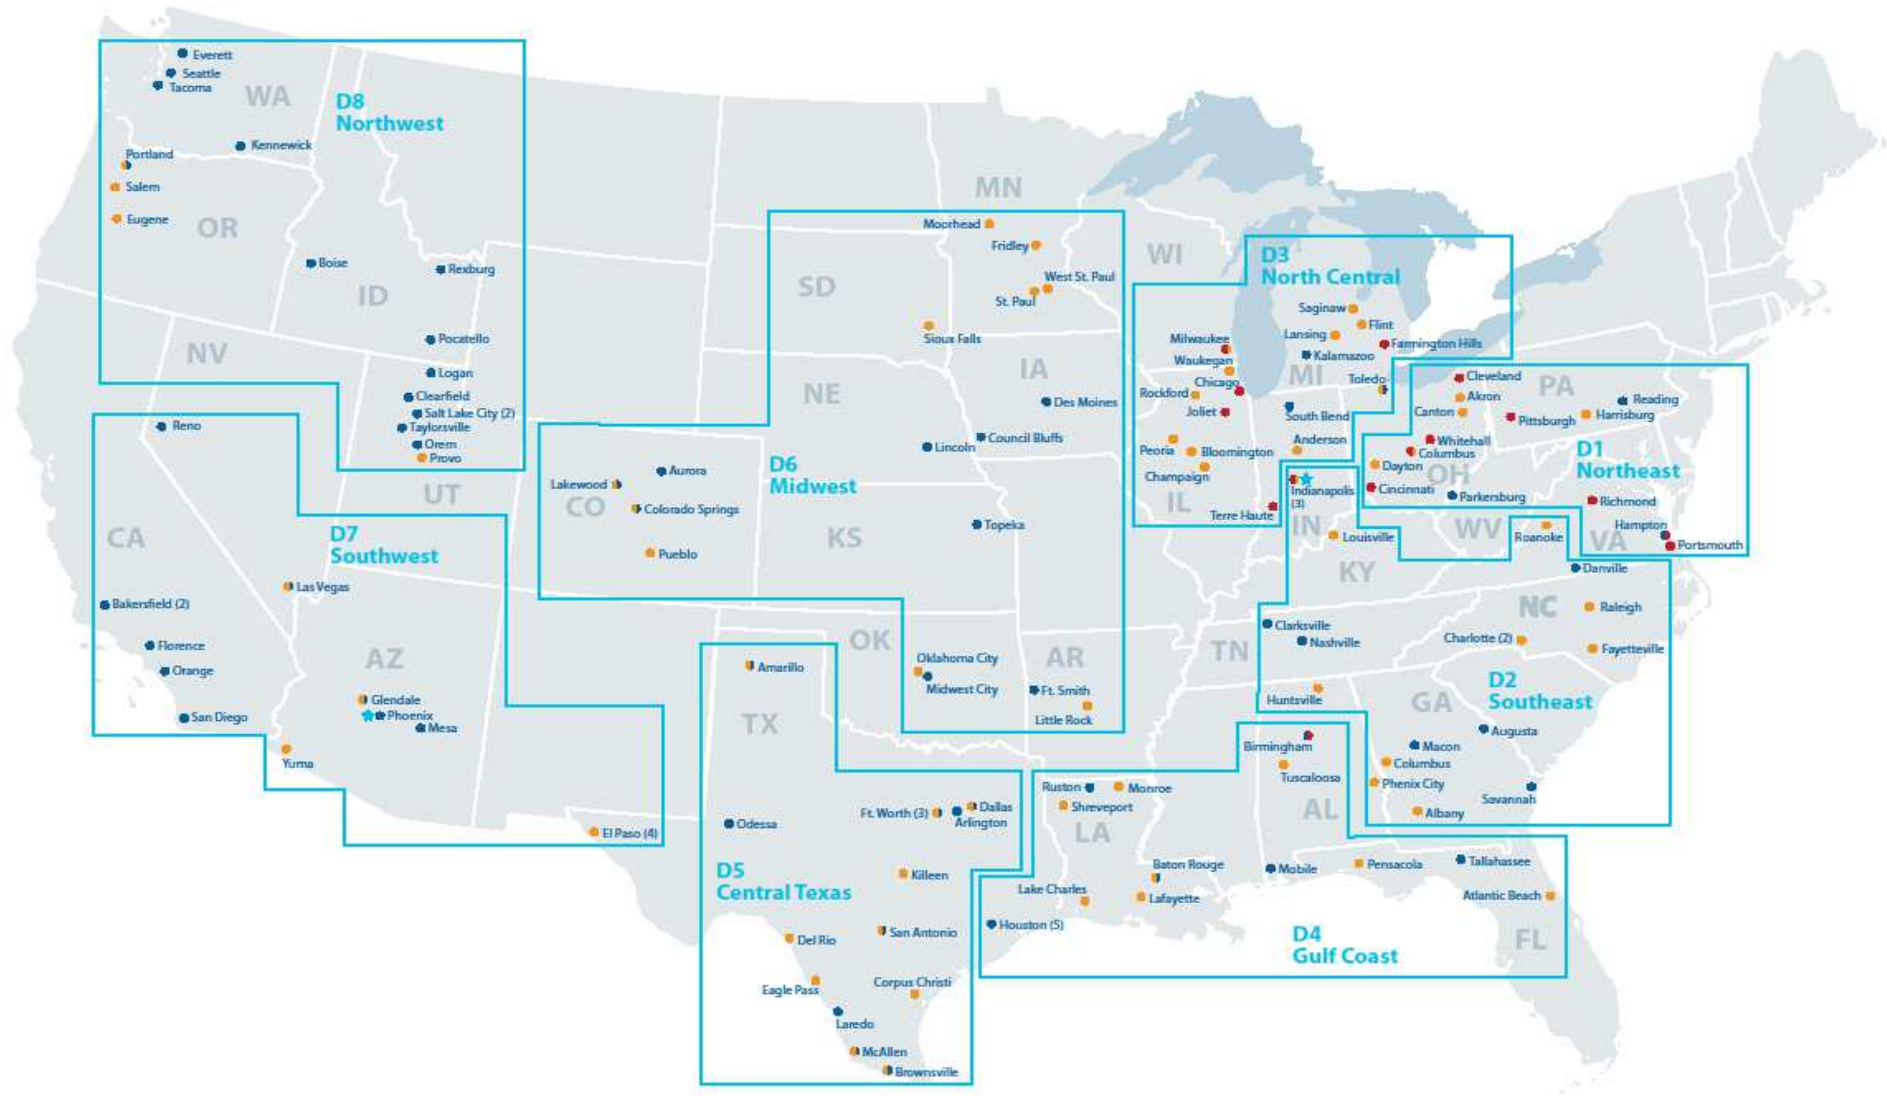 Everett
Seattle
Tacoma
WA
D8
Northwest
Kennewick
Portland
Salem
Eugene
OR
Boise
Rexburg
ID
Pocatello
Logan
Clearfield
Salt Lake City (2)
Taylorsville
Orem
Provo
NV
Reno
UT
CA
D7
Southwest
Las Vegas
Bakersfield (2)
Florence
Orange
San Diego
AZ
Glendale
Phoenix
Mesa
Yuma
El Paso (4)
MN
Moorhead
Fridley
West St. Paul
St. Paul
SD
Sioux Falls
IA
NE
Des Moines
Council Bluffs
Lincoln
D6
Midwest
Aurora
Lakewood
CO
Colorado Springs
Pueblo
KS
Topeka
OK
Oklahoma City
Midwest City
AR
Ft. Smith
Little Rock
Amarillo
TX
Odessa
Ft. Worth (3)
Dallas
Arlington
D5
Central Texas
Killeen
San Antonio
Del Rio
Eagle Pass
Corpus Christi
Laredo
McAllen
Brownsville
WI
D3
North Central
Saginaw
Flint
Lansing
Farmington Hills
Kalamazoo
MI
Milwaukee
Waukegan
Chicago
Rockford
Joliet
Toledo
South Bend
Anderson
Peoria
Bloomington
Champaign
IL
Terre Haute
Cleveland
Akron
Canton
PA
Reading
Harrisburg
Pittsburgh
Whitehall
Columbus
Dayton
OH
Cincinnati
Parkersburg
D1
Northeast
Richmond
Hampton
Portsmouth
VA
WV
Roanoke
Indianapolis
(3)
IN
Louisville
KY
Danville
NC
Raleigh
Charlotte (2)
Fayetteville
Clarksville
Nashville
TN
Huntsville
D2
Southeast
GA
Augusta
Macon
Columbus
Phenix City
Savannah
Albany
Birmingham
Tuscaloosa
AL
Ruston
Monroe
Shreveport
LA
Baton Rouge
Lake Charles
Lafayette
Houston (5)
Mobile
Pensacola
Tallahassee
Atlantic Beach
D4
Gulf Coast
FL